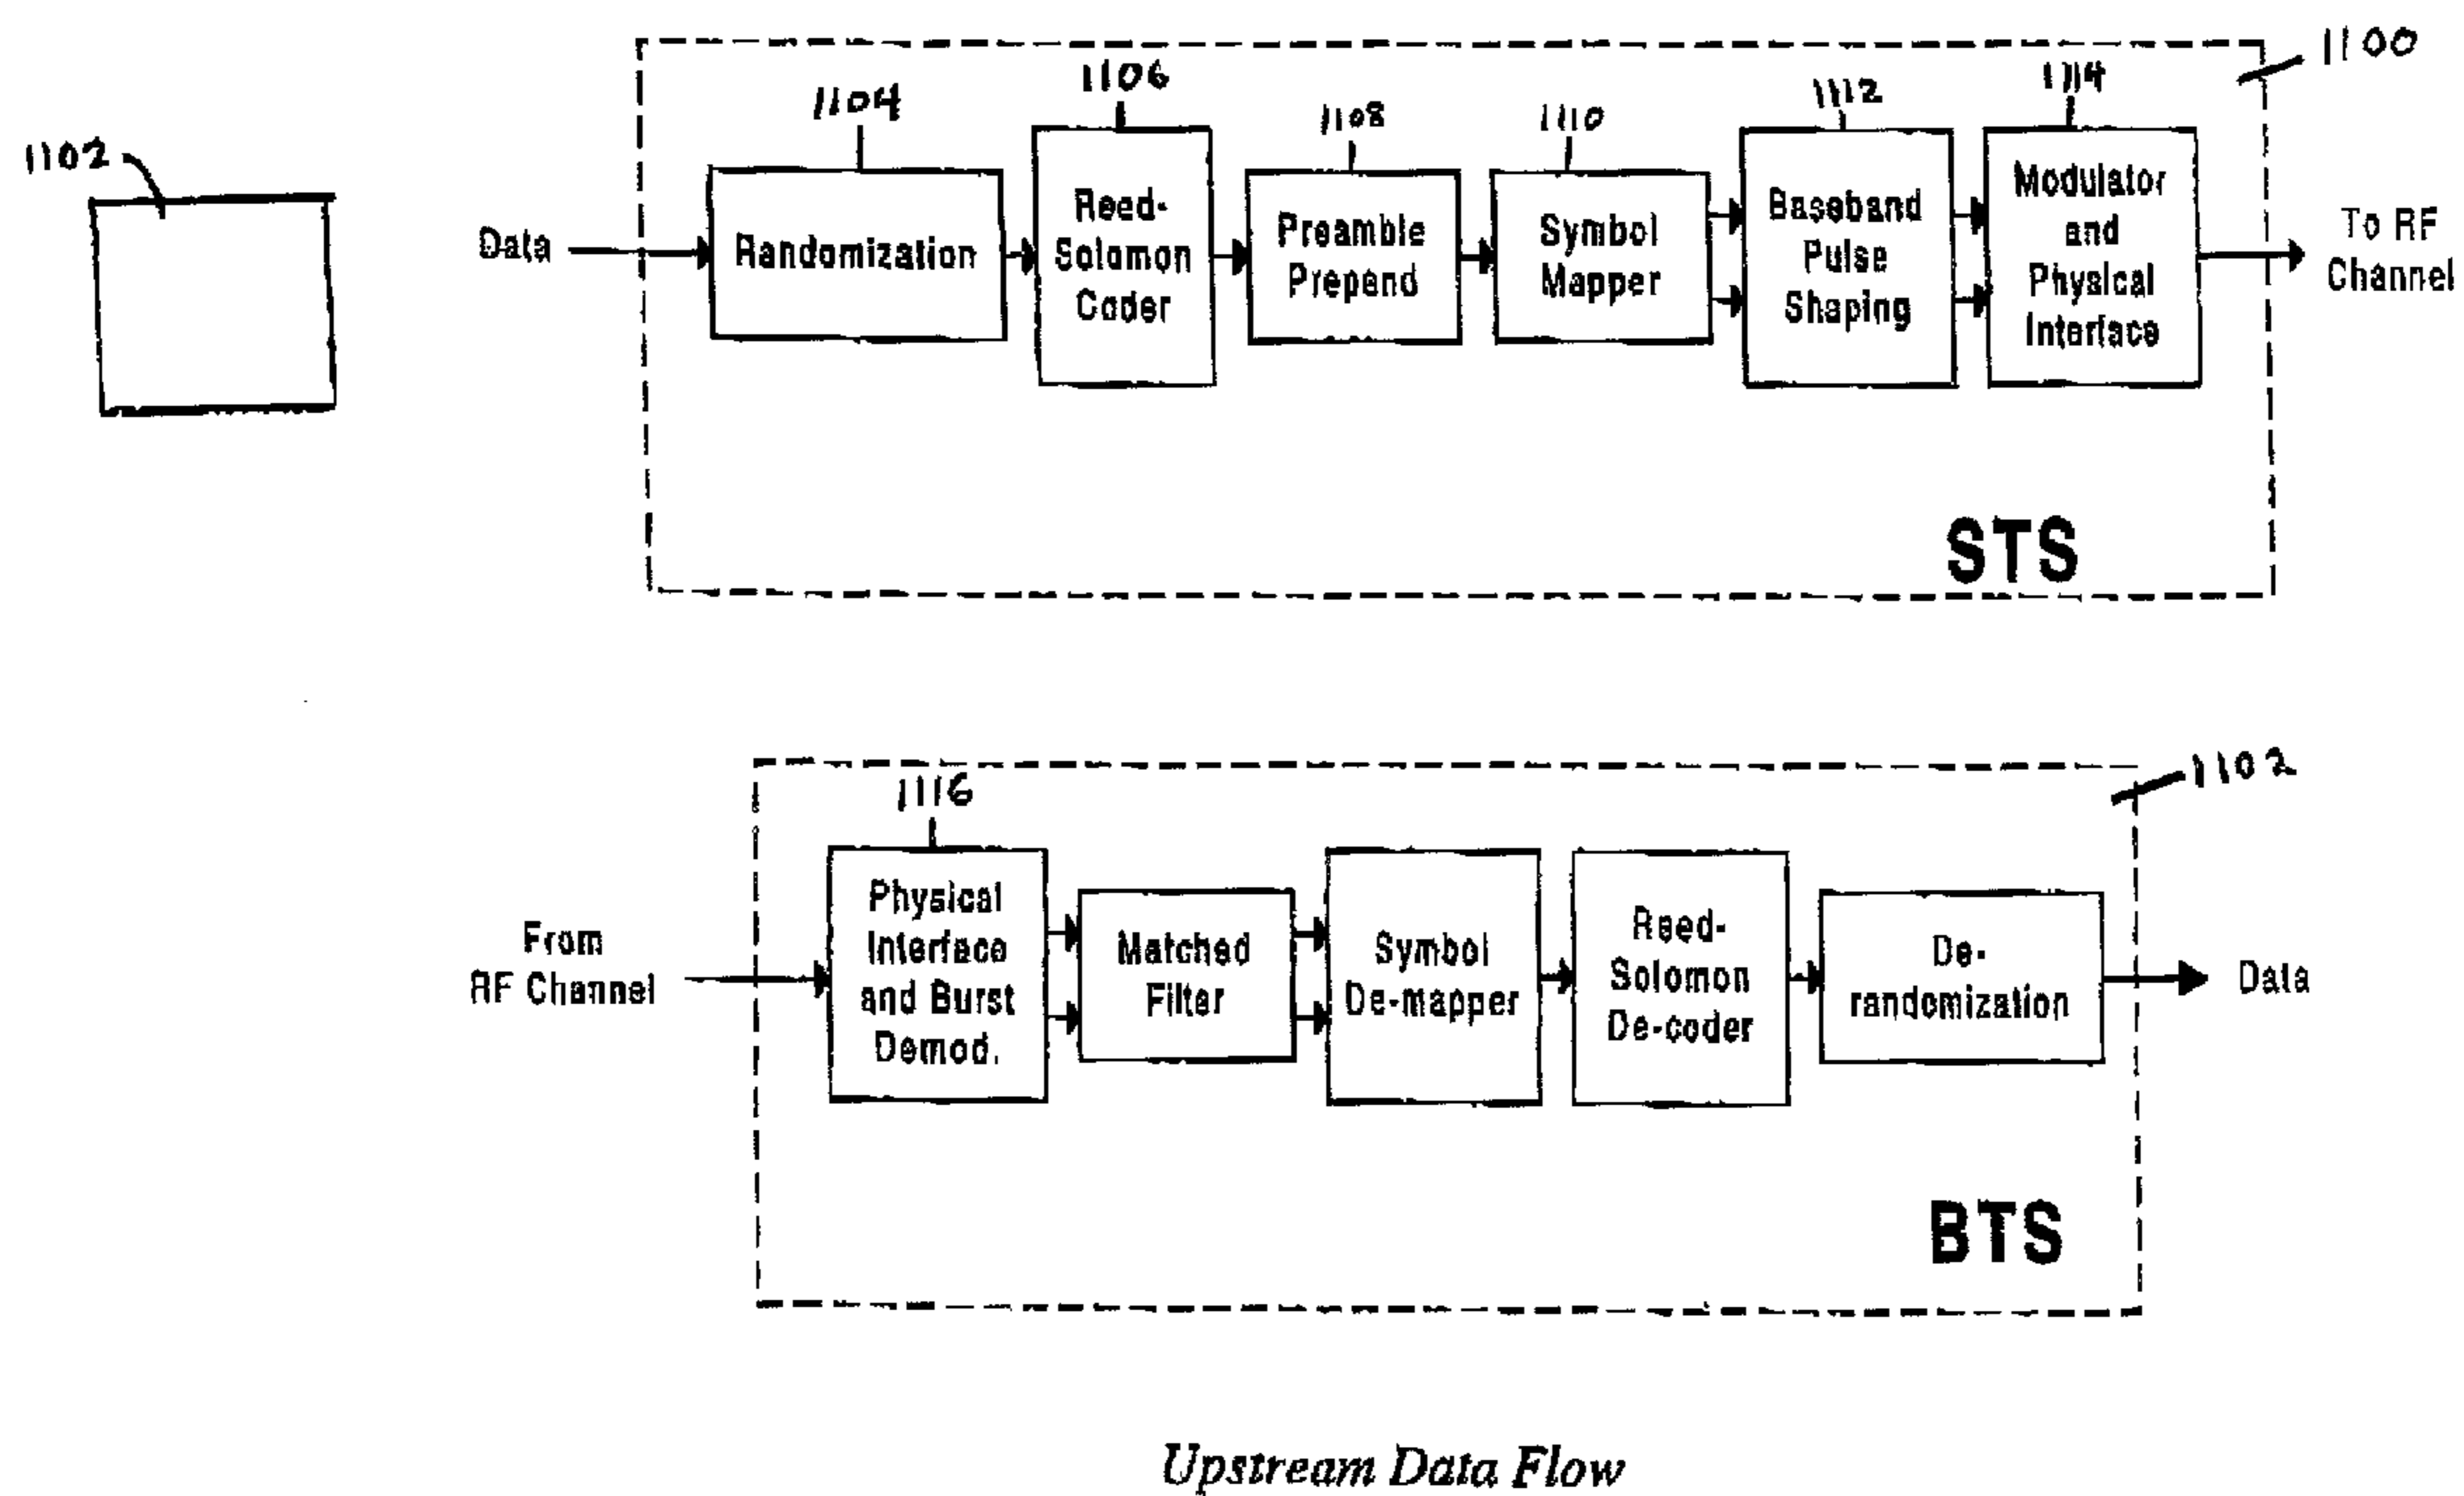 1100
1106
1114
1104
1112
1108
1110
1102
Data
Randomization
Reed-
Solomon
Coder
Preamble
Prepend
Symbol
Mapper
Baseband
Pulse
Shaping
Modulator
and
Physical
Interface
To RF
Channel
STS
1102
1116
From
RF Channel
Physical
Interface
and Burst
Demod.
Matched
Filter
Symbol
De-mapper
Reed-
Solomon
De-coder
De-
randomization
Data
BTS
Upstream Data Flow